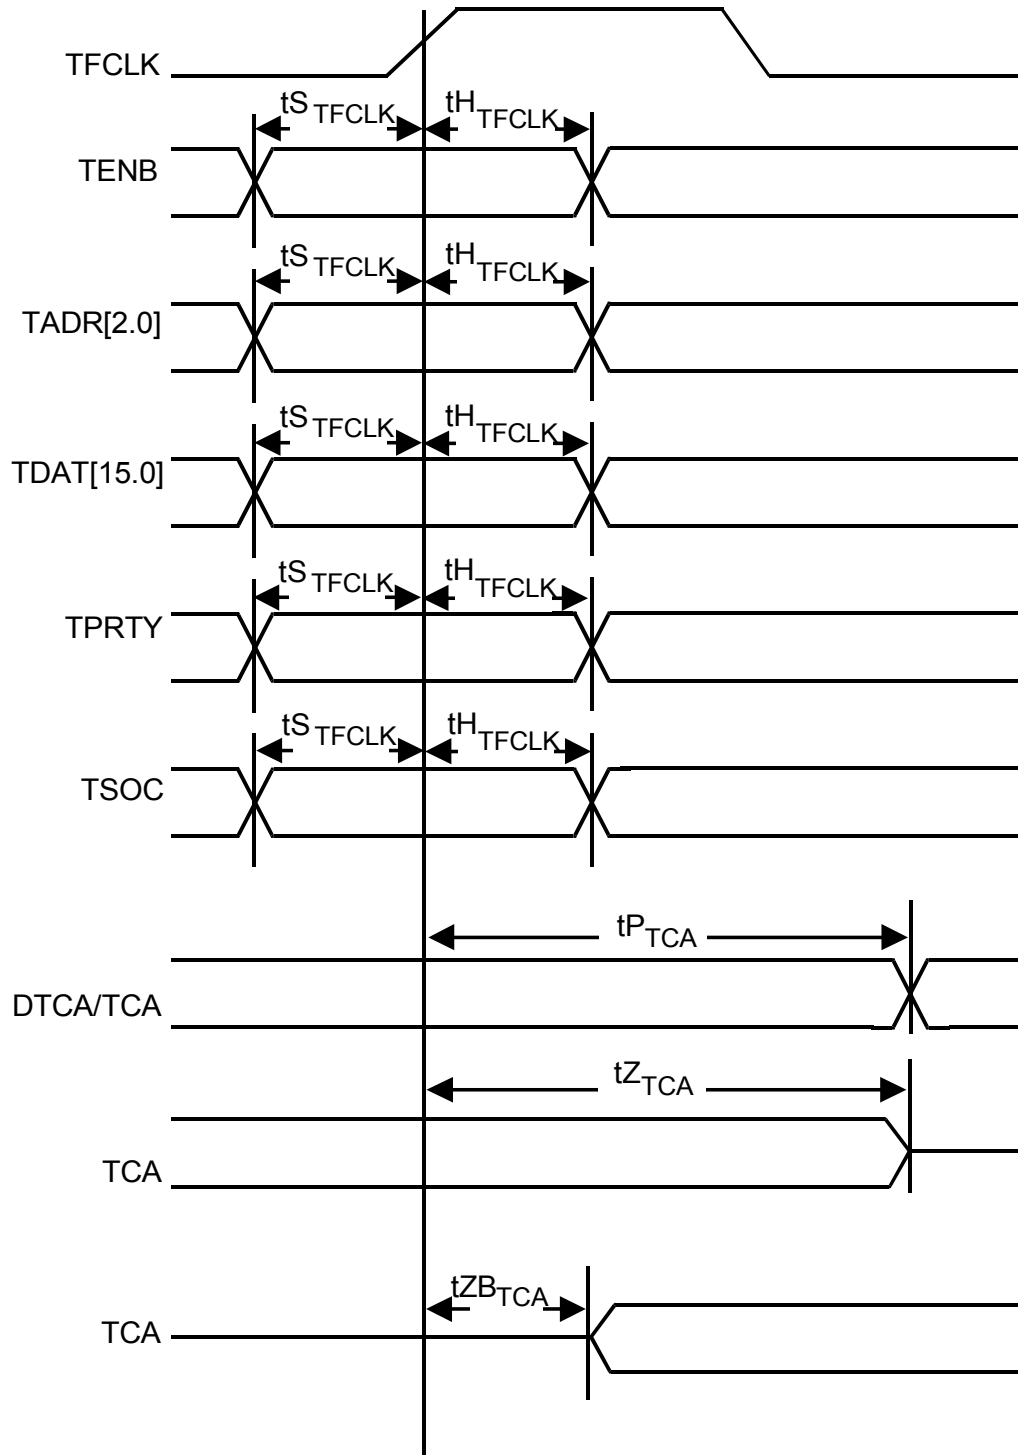 TFCLK
tS TFCLK tH TFCLK
TENB
tS TFCLK tH TFCLK
TADR[2.0]
tS TFCLK tH TFCLK
TDAT[15.0]
tS TFCLK tH TFCLK
TPRTY
tS TFCLK tH TFCLK
TSOC
tP TCA
DTCA/TCA
tZ TCA
TCA
tZB TCA
TCA